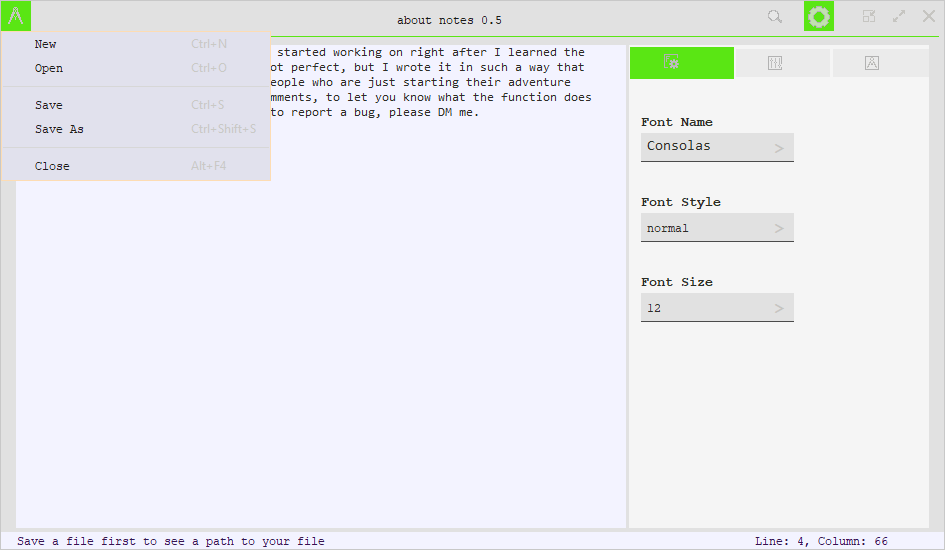 about notes 0.5
New Ctrl+N
Open Ctrl+O
Save Ctrl+S
Save As Ctrl+Shift+S
Close Alt+F4
started working on right after I learned the
ot perfect, but I wrote it in such a way that
eople who are just starting their adventure
mments, to let you know what the function does
to report a bug, please DM me.
Font Name
Consolas >
Font Style
normal >
Font Size
12 >
Save a file first to see a path to your file
Line: 4, Column: 66